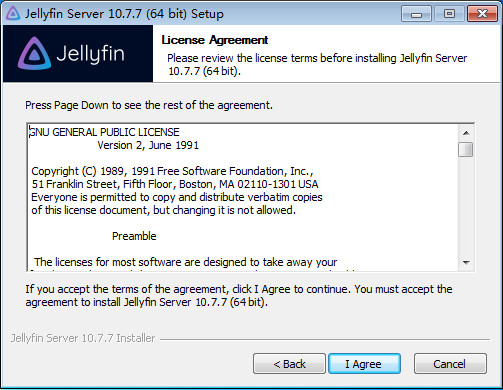 Jellyfin Server 10.7.7 (64 bit) Setup
Jellyfin
License Agreement
Please review the license terms before installing Jellyfin Server
10.7.7 (64 bit).
Press Page Down to see the rest of the agreement.
GNU GENERAL PUBLIC LICENSE
Version 2, June 1991
Copyright (C) 1989, 1991 Free Software Foundation, Inc.,
51 Franklin Street, Fifth Floor, Boston, MA 02110-1301 USA
Everyone is permitted to copy and distribute verbatim copies
of this license document, but changing it is not allowed.
Preamble
The licenses for most software are designed to take away your
If you accept the terms of the agreement, click I Agree to continue. You must accept the
agreement to install Jellyfin Server 10.7.7 (64 bit).
Jellyfin Server 10.7.7 Installer
< Back
I Agree
Cancel